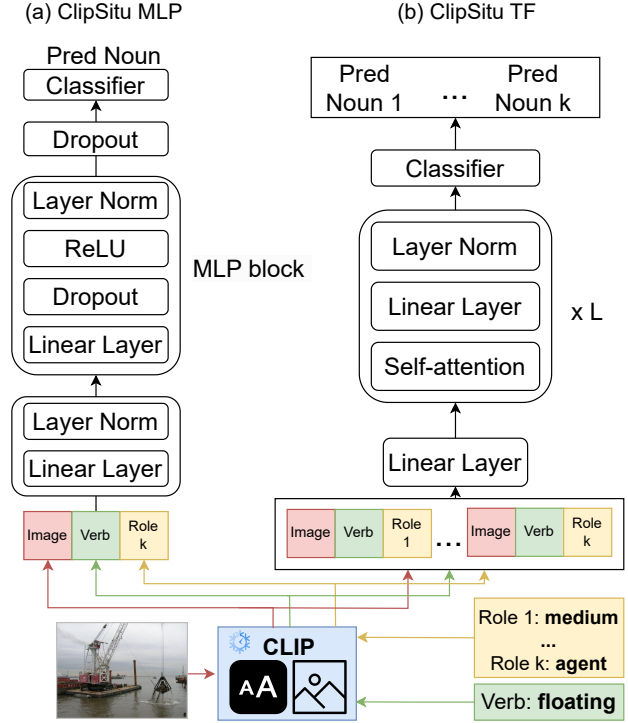 (a) ClipSitu MLP
(b) ClipSitu TF
Pred Noun
Classifier
Dropout
Layer Norm
ReLU
Dropout
Linear Layer
MLP block
Layer Norm
Linear Layer
Image Verb Role k
Pred Noun 1 ... Pred Noun k
Classifier
Layer Norm
Linear Layer
Self-attention
x L
Linear Layer
Image Verb Role 1 ... Image Verb Role k
CLIP
AA
Role 1: medium
...
Role k: agent
Verb: floating